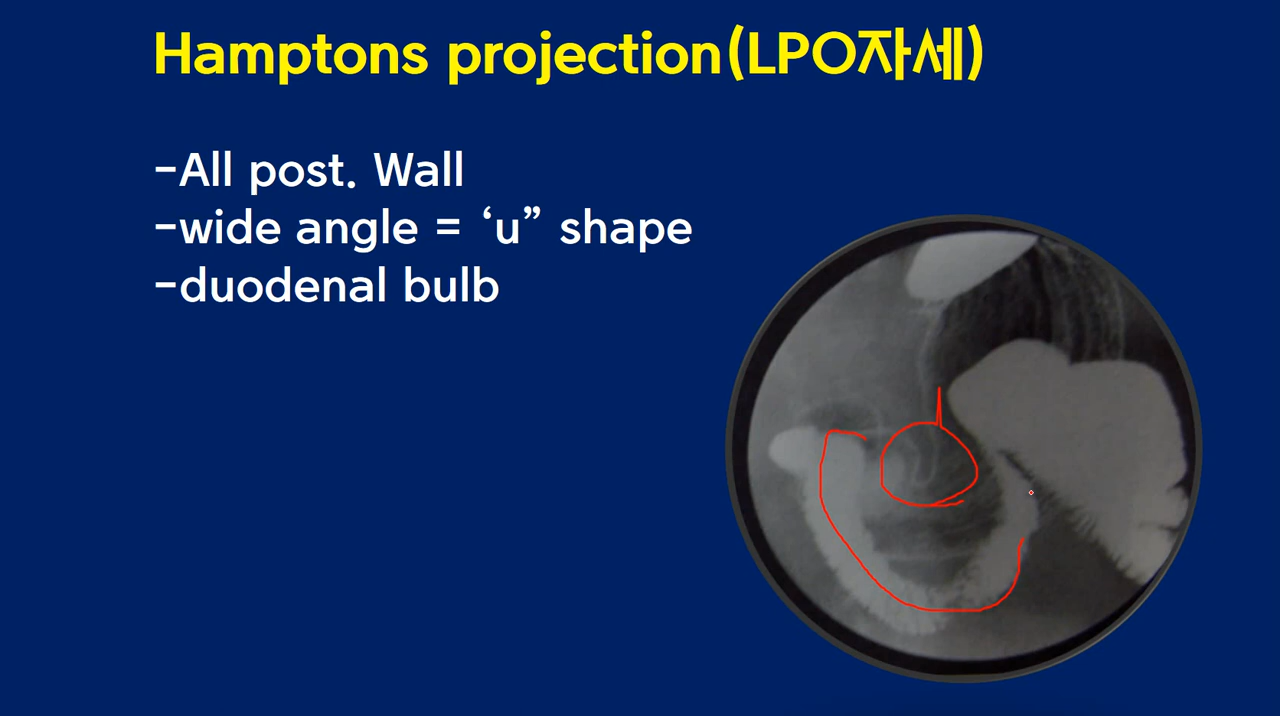 Hamptons projection(LPO자세)
-All post. Wall
-wide angle = ‘u” shape
-duodenal bulb